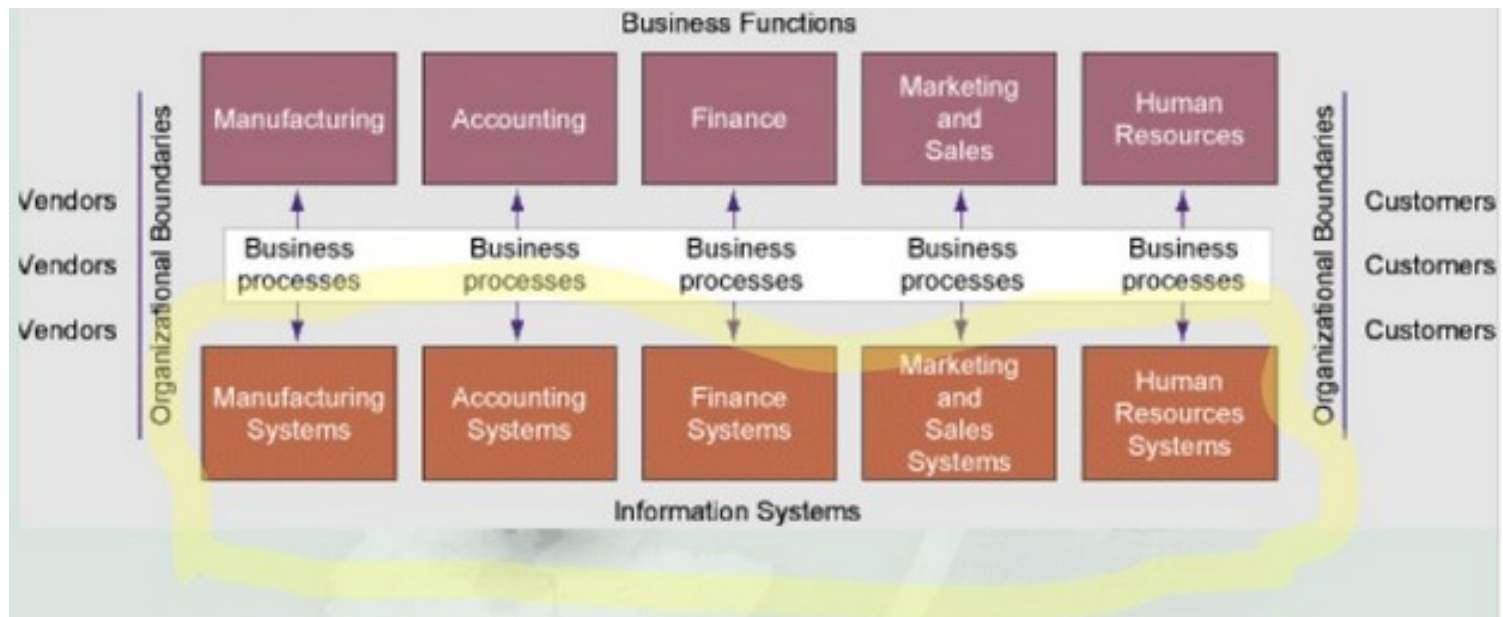 Business Functions
Manufacturing
Accounting
Finance
Marketing
and
Sales
Human
Resources
Organizational Boundaries
Vendors
Vendors
Vendors
Business
processes
Business
processes
Business
processes
Business
processes
Business
processes
Customers
Customers
Customers
Organizational Boundaries
Manufacturing
Systems
Accounting
Systems
Finance
Systems
Marketing
and
Sales
Systems
Human
Resources
Systems
Information Systems